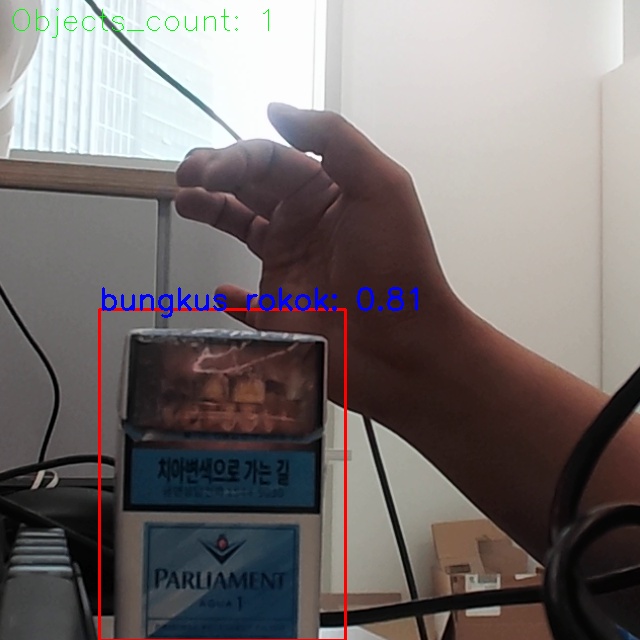 Objects_count: 1
bungkus_rokok: 0.81
치아변색으로 가는 길
PARLIAMENT
AQUA 1